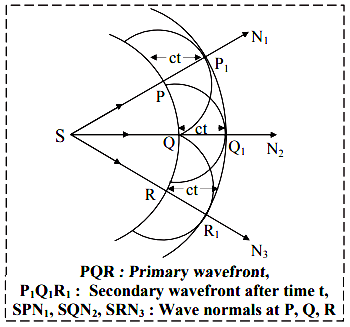 N1
ct
P1
P
S
Q
ct
Q1
N2
R
ct
R1
N3
PQR : Primary wavefront,
P1Q1R1 : Secondary wavefront after time t,
SPN1, SQN2, SRN3 : Wave normals at P, Q, R